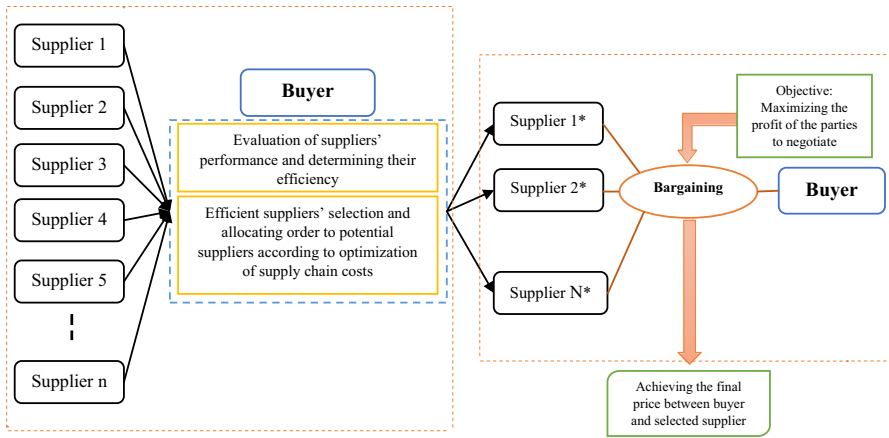 Supplier 1
Supplier 2
Supplier 3
Supplier 4
Supplier 5
Supplier n
Buyer
Evaluation of suppliers'
performance and determining their
efficiency
Efficient suppliers' selection and
allocating order to potential
suppliers according to optimization
of supply chain costs
Supplier 1*
Supplier 2*
Supplier N*
Bargaining
Objective:
Maximizing the
profit of the parties
to negotiate
Buyer
Achieving the final
price between buyer
and selected supplier